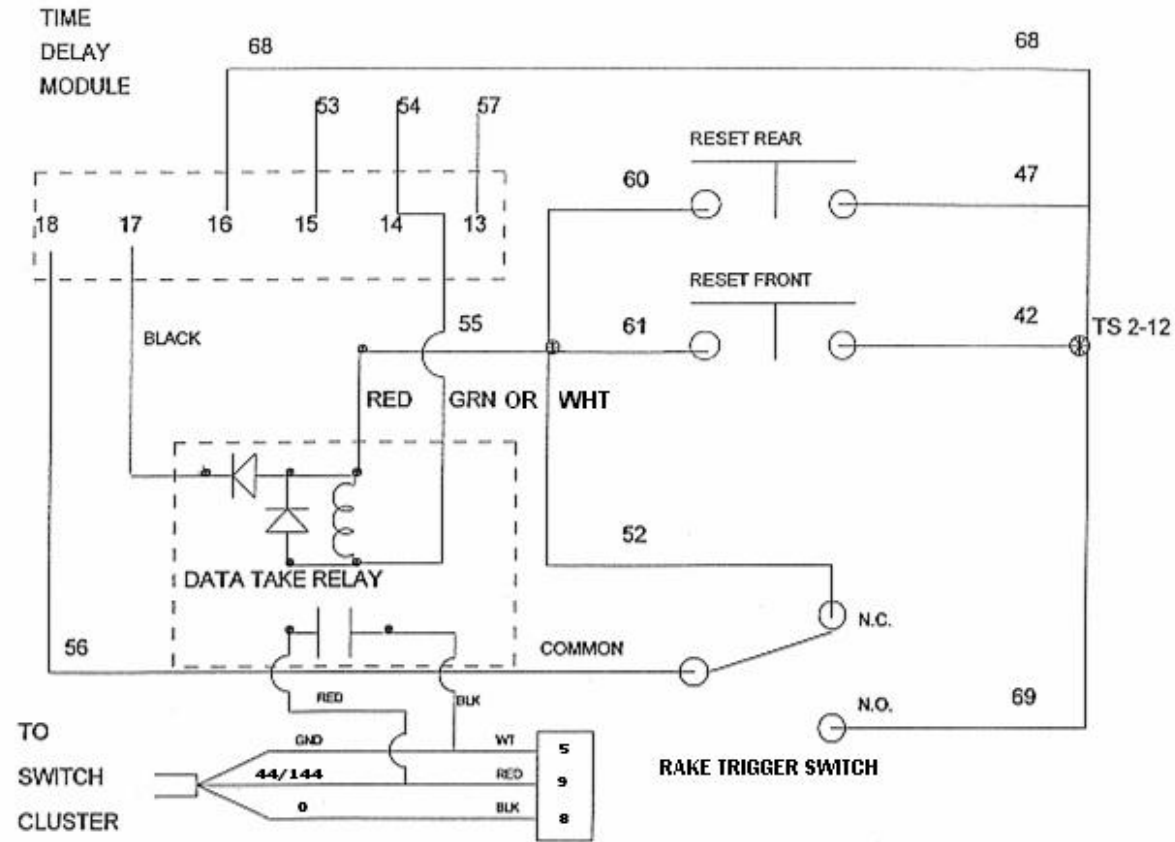 TIME
DELAY
MODULE
68
68
53
54
57
RESET REAR
60
47
18
17
16
15
14
13
RESET FRONT
55
61
42
TS 2-12
BLACK
RED GRN OR WHT
52
DATA TAKE RELAY
N.C.
56
COMMON
RED
BLK
N.O.
69
TO
SWITCH
CLUSTER
GND
WT
5
44/144
RED
9
0
BLK
8
RAKE TRIGGER SWITCH